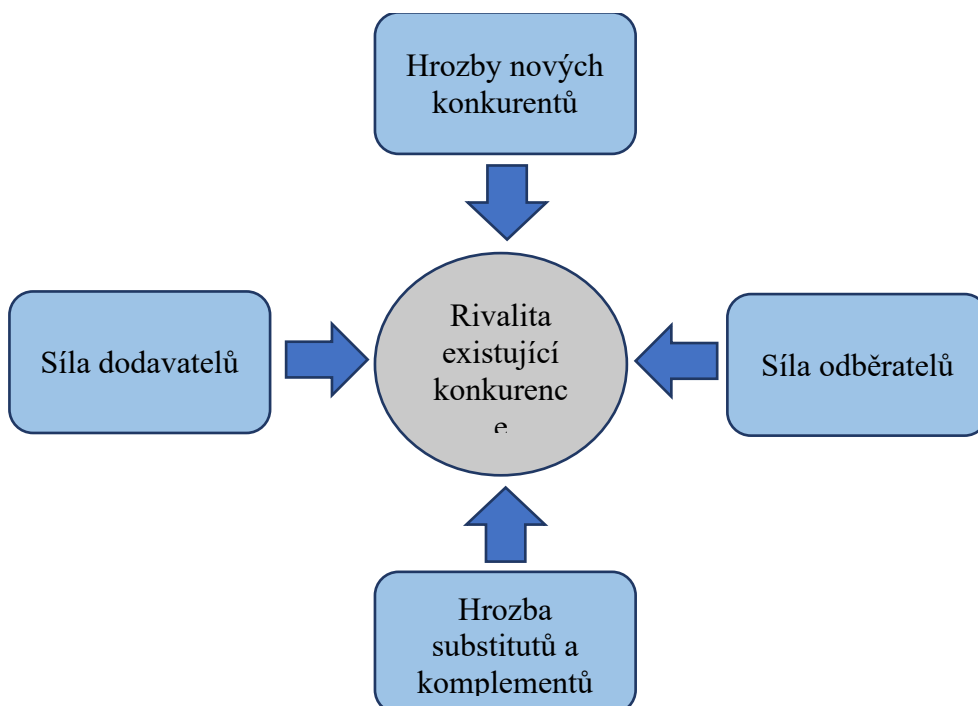 Hrozby nových
konkurentů
Síla dodavatelů
Rivalita
existující
konkurenc
e
Síla odběratelů
Hrozba
substitutů a
komplementů